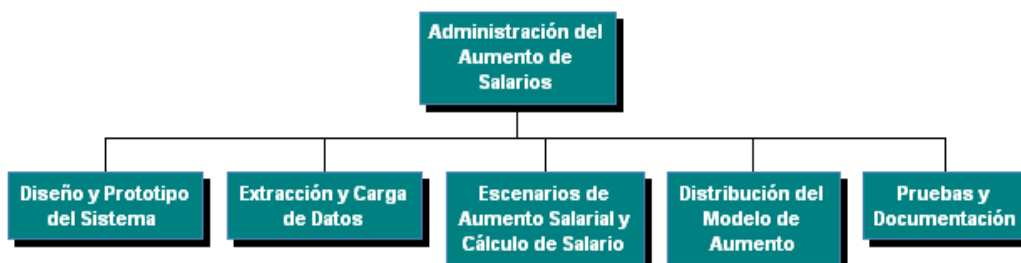 Administración del
Aumento de
Salarios
Diseño y Prototipo
del Sistema
Extracción y Carga
de Datos
Escenarios de
Aumento Salarial y
Cálculo de Salario
Distribución del
Modelo de
Aumento
Pruebas y
Documentación